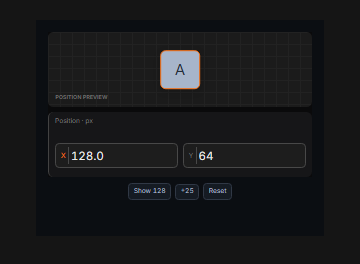 A
POSITION PREVIEW
Position · px
X 128.0 Y 64
Show 128 +25 Reset